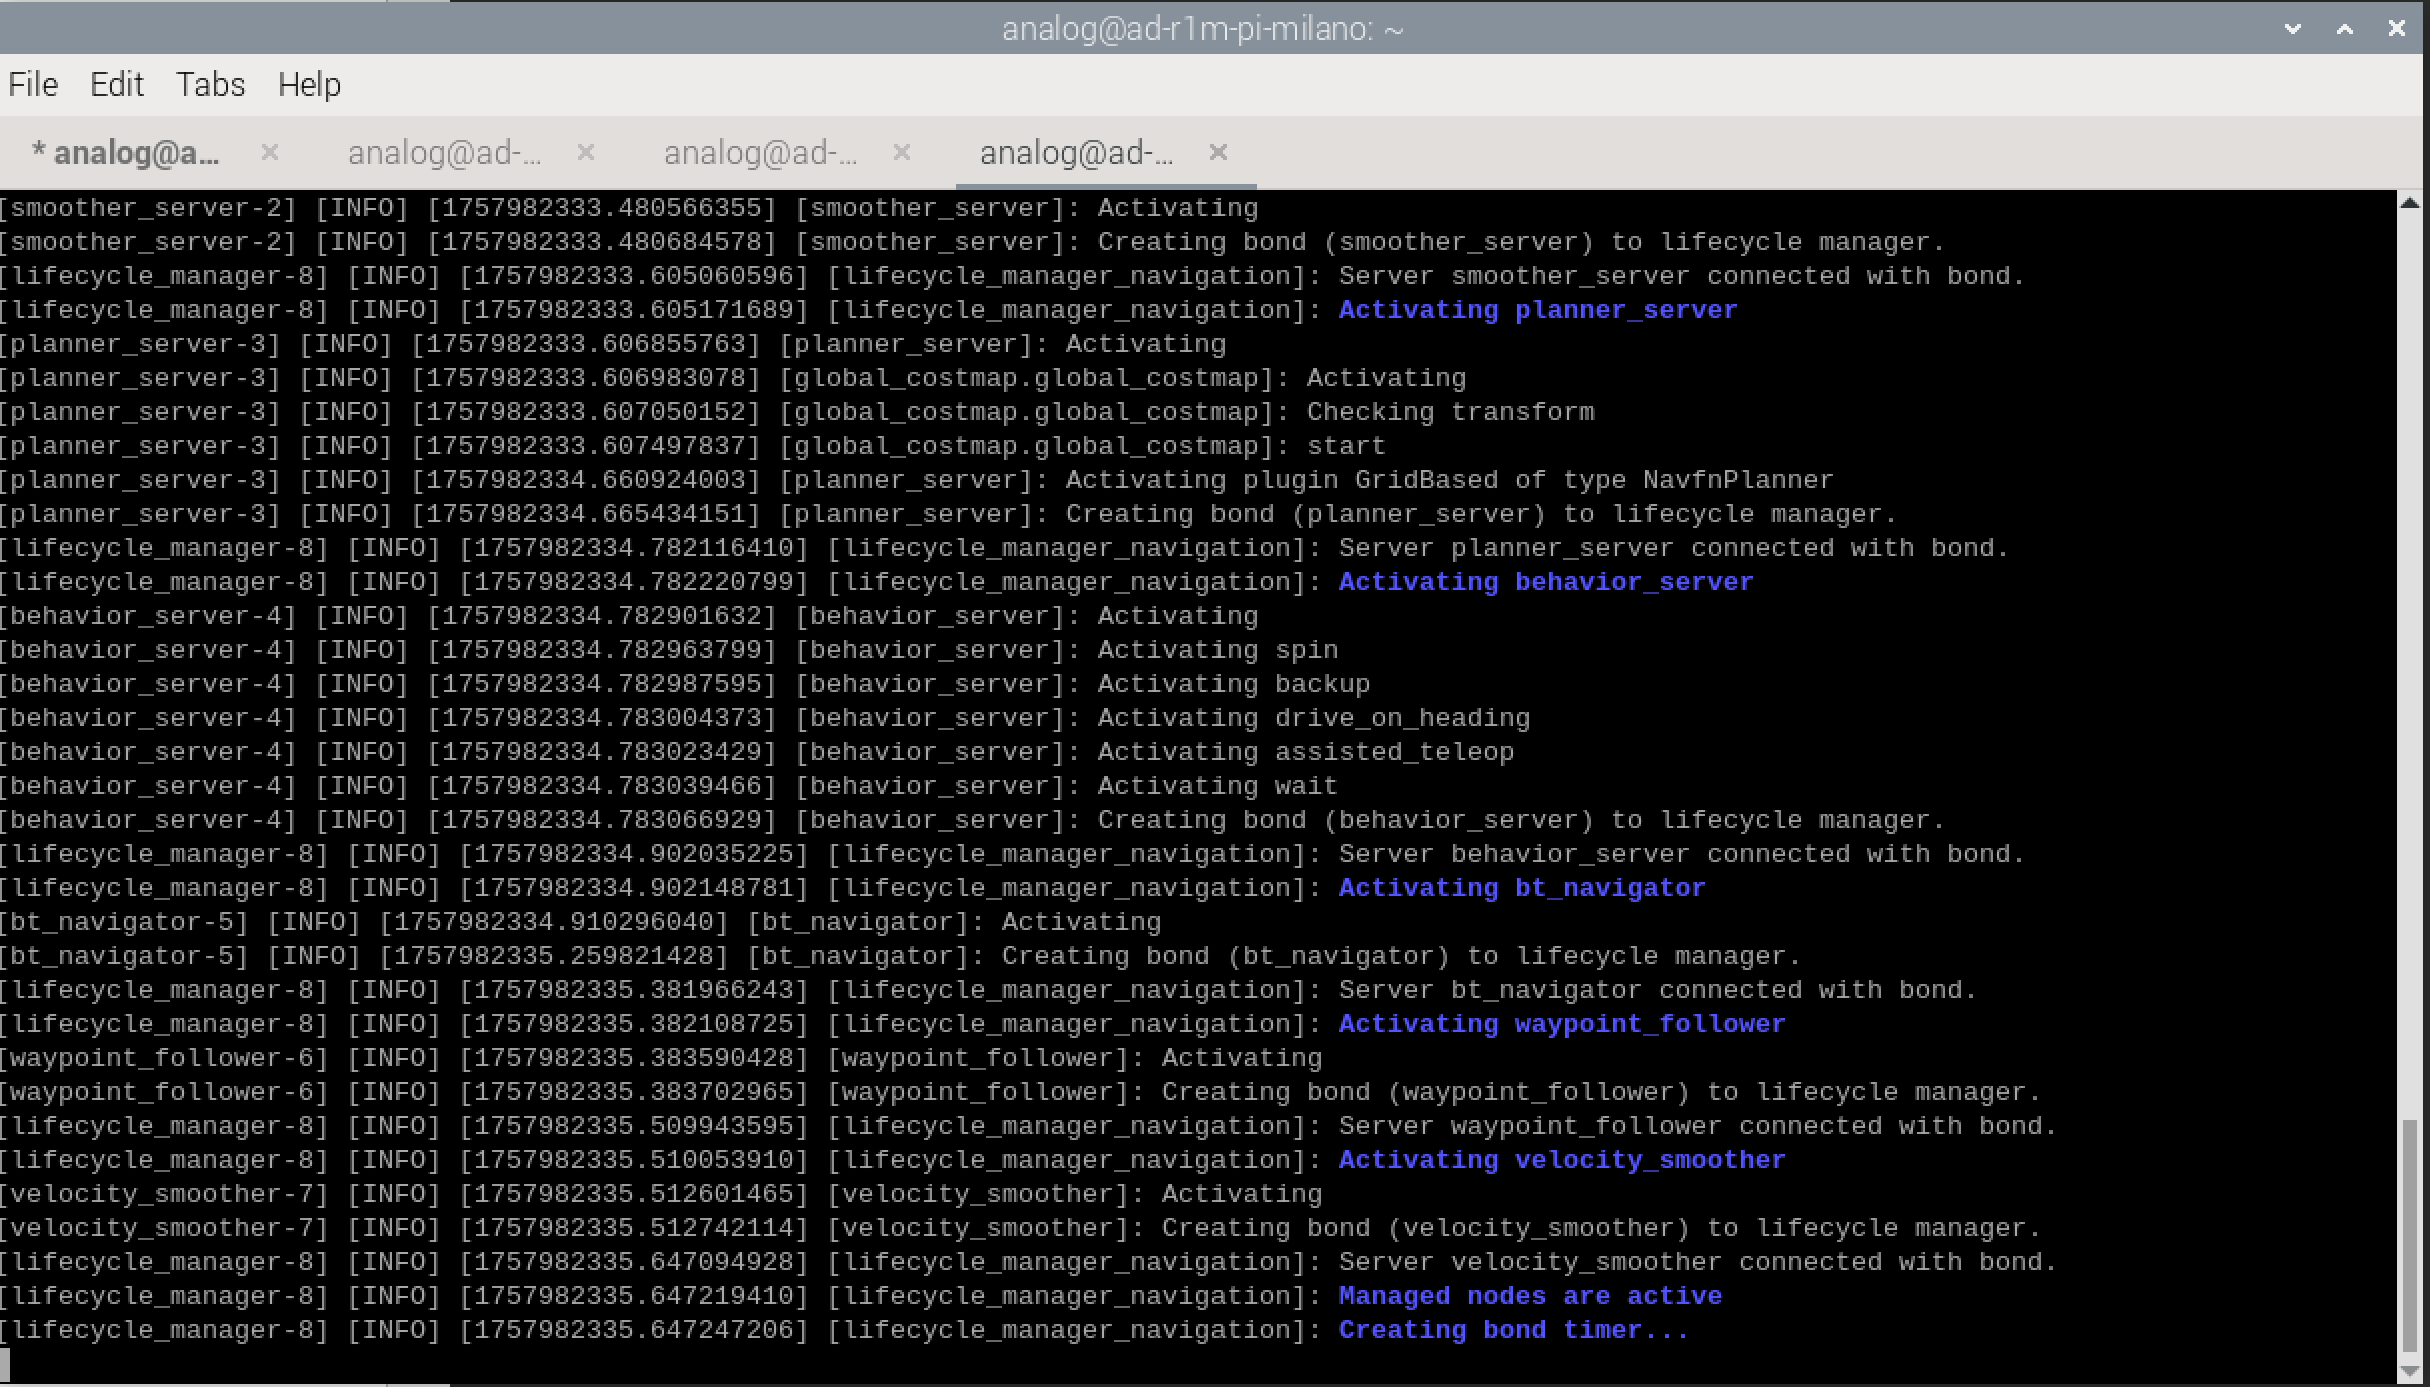 analog@ad-r1m-pi-milano: ~
File Edit Tabs Help
* analog@a... analog@ad-... analog@ad-... analog@ad-...
[smoother_server-2] [INFO] [1757982333.480566355] [smoother_server]: Activating
[smoother_server-2] [INFO] [1757982333.480684578] [smoother_server]: Creating bond (smoother_server) to lifecycle manager.
[lifecycle_manager-8] [INFO] [1757982333.605060596] [lifecycle_manager_navigation]: Server smoother_server connected with bond.
[lifecycle_manager-8] [INFO] [1757982333.605171689] [lifecycle_manager_navigation]: Activating planner_server
[planner_server-3] [INFO] [1757982333.606855763] [planner_server]: Activating
[planner_server-3] [INFO] [1757982333.606983078] [global_costmap.global_costmap]: Activating
[planner_server-3] [INFO] [1757982333.607050152] [global_costmap.global_costmap]: Checking transform
[planner_server-3] [INFO] [1757982333.607497837] [global_costmap.global_costmap]: start
[planner_server-3] [INFO] [1757982334.660924003] [planner_server]: Activating plugin GridBased of type NavfnPlanner
[planner_server-3] [INFO] [1757982334.665434151] [planner_server]: Creating bond (planner_server) to lifecycle manager.
[lifecycle_manager-8] [INFO] [1757982334.782116410] [lifecycle_manager_navigation]: Server planner_server connected with bond.
[lifecycle_manager-8] [INFO] [1757982334.782220799] [lifecycle_manager_navigation]: Activating behavior_server
[behavior_server-4] [INFO] [1757982334.782901632] [behavior_server]: Activating
[behavior_server-4] [INFO] [1757982334.782963799] [behavior_server]: Activating spin
[behavior_server-4] [INFO] [1757982334.782987595] [behavior_server]: Activating backup
[behavior_server-4] [INFO] [1757982334.783004373] [behavior_server]: Activating drive_on_heading
[behavior_server-4] [INFO] [1757982334.783023429] [behavior_server]: Activating assisted_teleop
[behavior_server-4] [INFO] [1757982334.783039466] [behavior_server]: Activating wait
[behavior_server-4] [INFO] [1757982334.783066929] [behavior_server]: Creating bond (behavior_server) to lifecycle manager.
[lifecycle_manager-8] [INFO] [1757982334.902035225] [lifecycle_manager_navigation]: Server behavior_server connected with bond.
[lifecycle_manager-8] [INFO] [1757982334.902148781] [lifecycle_manager_navigation]: Activating bt_navigator
[bt_navigator-5] [INFO] [1757982334.910296040] [bt_navigator]: Activating
[bt_navigator-5] [INFO] [1757982335.259821428] [bt_navigator]: Creating bond (bt_navigator) to lifecycle manager.
[lifecycle_manager-8] [INFO] [1757982335.381966243] [lifecycle_manager_navigation]: Server bt_navigator connected with bond.
[lifecycle_manager-8] [INFO] [1757982335.382108725] [lifecycle_manager_navigation]: Activating waypoint_follower
[waypoint_follower-6] [INFO] [1757982335.383590428] [waypoint_follower]: Activating
[waypoint_follower-6] [INFO] [1757982335.383702965] [waypoint_follower]: Creating bond (waypoint_follower) to lifecycle manager.
[lifecycle_manager-8] [INFO] [1757982335.509943595] [lifecycle_manager_navigation]: Server waypoint_follower connected with bond.
[lifecycle_manager-8] [INFO] [1757982335.510053910] [lifecycle_manager_navigation]: Activating velocity_smoother
[velocity_smoother-7] [INFO] [1757982335.512601465] [velocity_smoother]: Activating
[velocity_smoother-7] [INFO] [1757982335.512742114] [velocity_smoother]: Creating bond (velocity_smoother) to lifecycle manager.
[lifecycle_manager-8] [INFO] [1757982335.647094928] [lifecycle_manager_navigation]: Server velocity_smoother connected with bond.
[lifecycle_manager-8] [INFO] [1757982335.647219410] [lifecycle_manager_navigation]: Managed nodes are active
[lifecycle_manager-8] [INFO] [1757982335.647247206] [lifecycle_manager_navigation]: Creating bond timer...